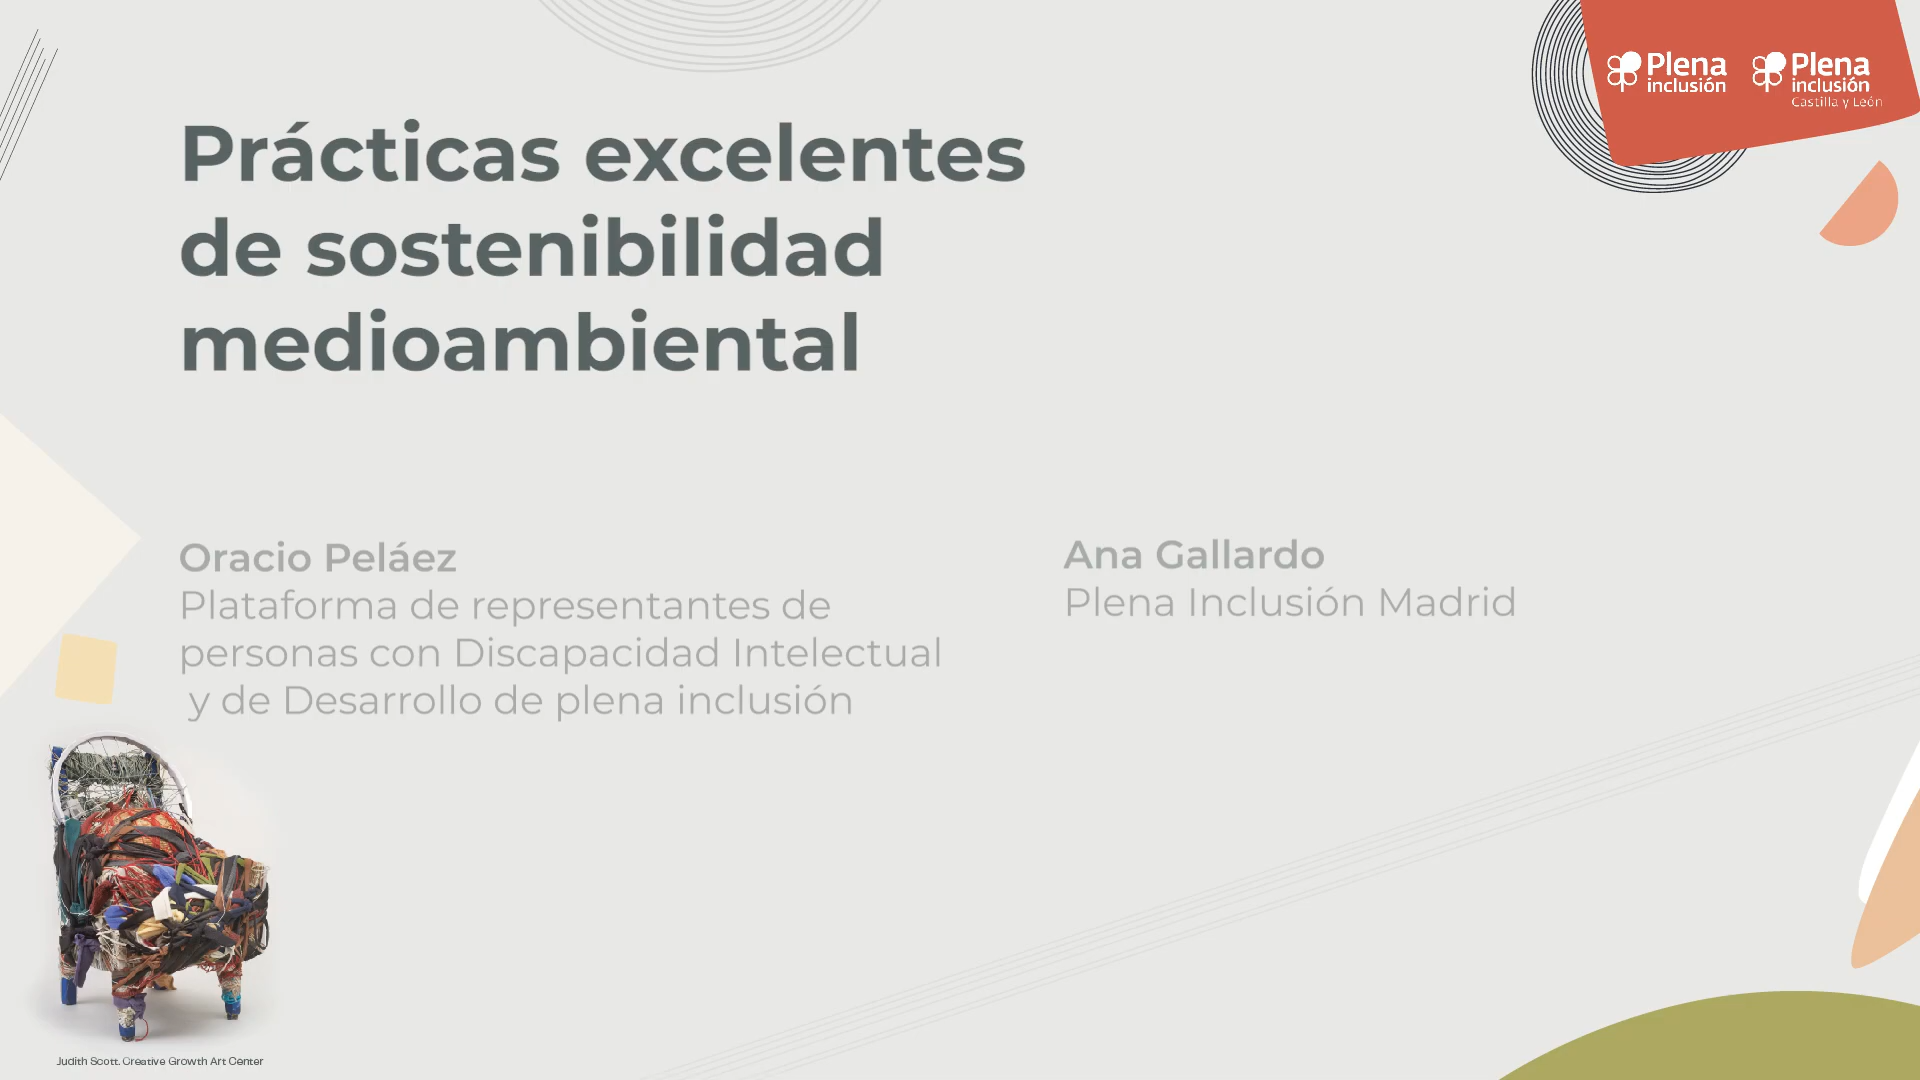 Plena
inclusión
Plena
inclusión
Castilla y León
Prácticas excelentes
de sostenibilidad
medioambiental
Oracio Peláez
Plataforma de representantes de
personas con Discapacidad Intelectual
y de Desarrollo de plena inclusión
Ana Gallardo
Plena Inclusión Madrid
Judith Scott. Creative Growth Art Center